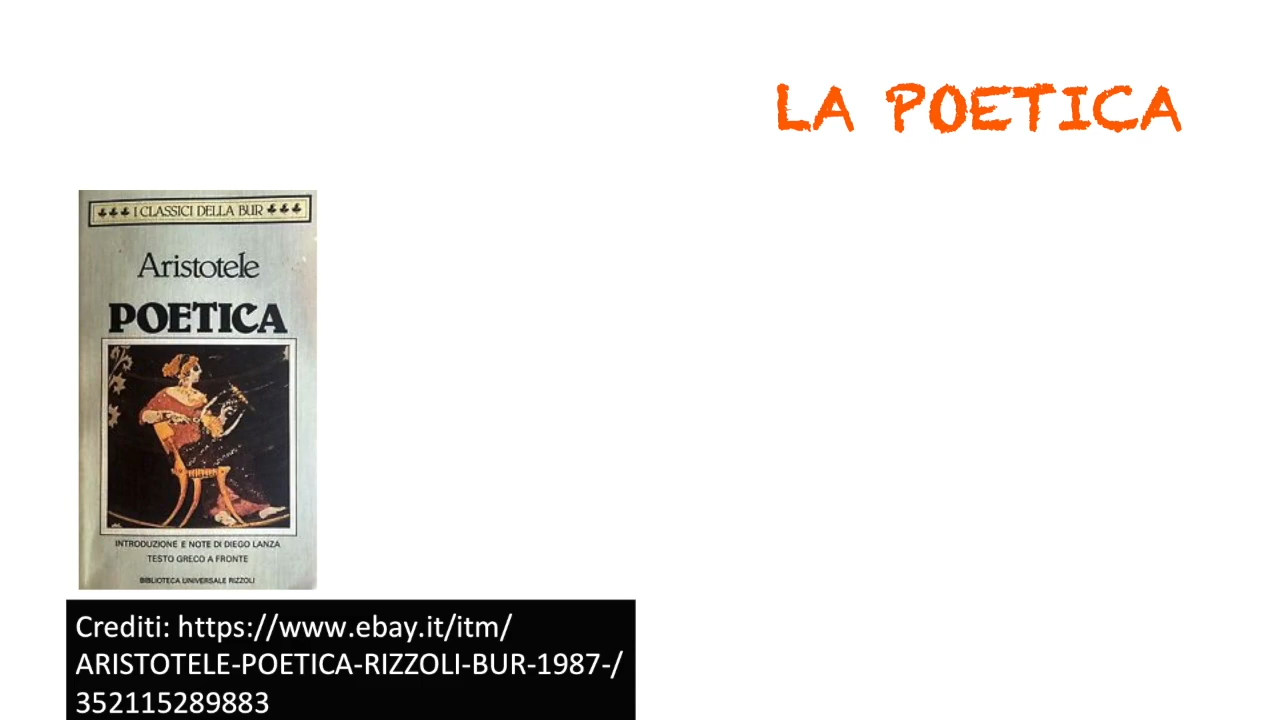 LA POETICA
I CLASSICI DELLA BUR
Aristotele
POETICA
INTRODUZIONE E NOTE DI DIEGO LANZA
TESTO GRECO A FRONTE
BIBLIOTECA UNIVERSALE RIZZOLI
Crediti: https://www.ebay.it/itm/
ARISTOTELE-POETICA-RIZZOLI-BUR-1987-/
352115289883